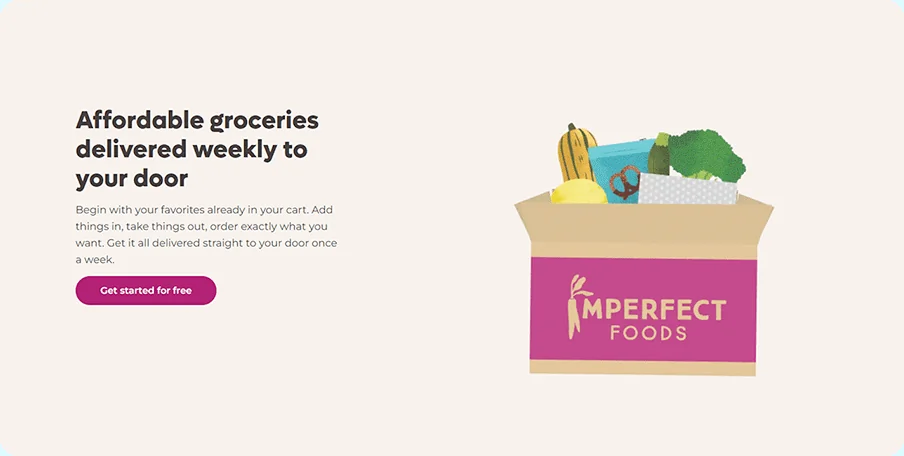 Affordable groceries
delivered weekly to
your door
Begin with your favorites already in your cart. Add
things in, take things out, order exactly what you
want. Get it all delivered straight to your door once
a week.
Get started for free
IMPERFECT
FOODS